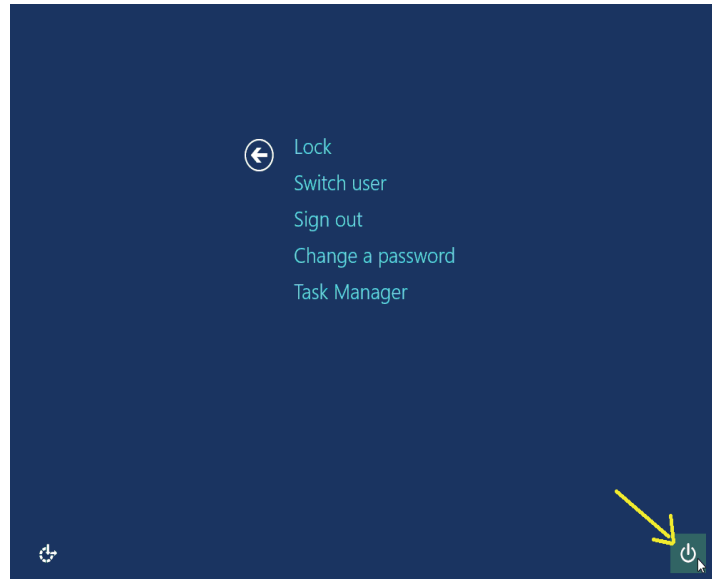 Lock
Switch user
Sign out
Change a password
Task Manager